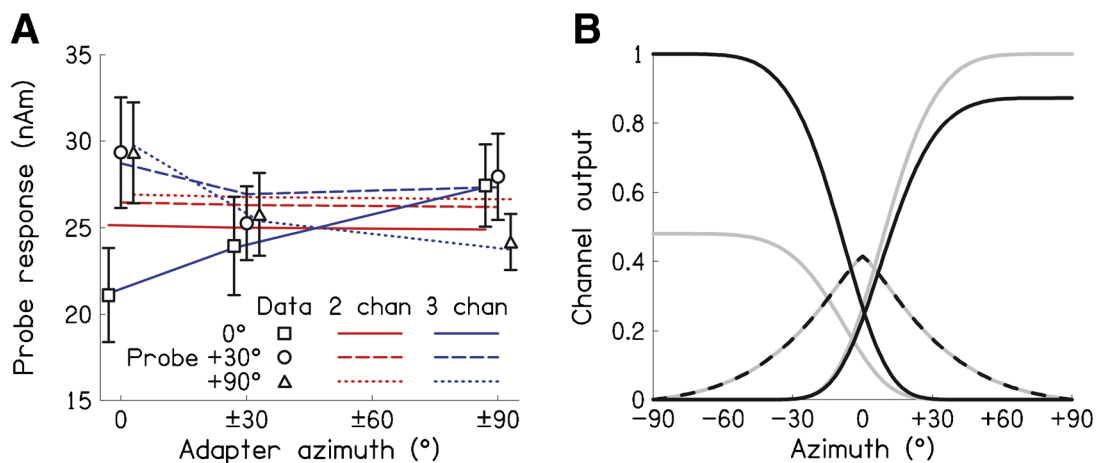 A
B
35
30
25
20
15
Probe response (nAm)
Data 2 chan 3 chan
0°
Probe +30°
+90°
0 ±30 ±60 ±90
Adapter azimuth (°)
1
0.8
0.6
0.4
0.2
0
Channel output
−90 −60 −30 0 +30 +60 +90
Azimuth (°)